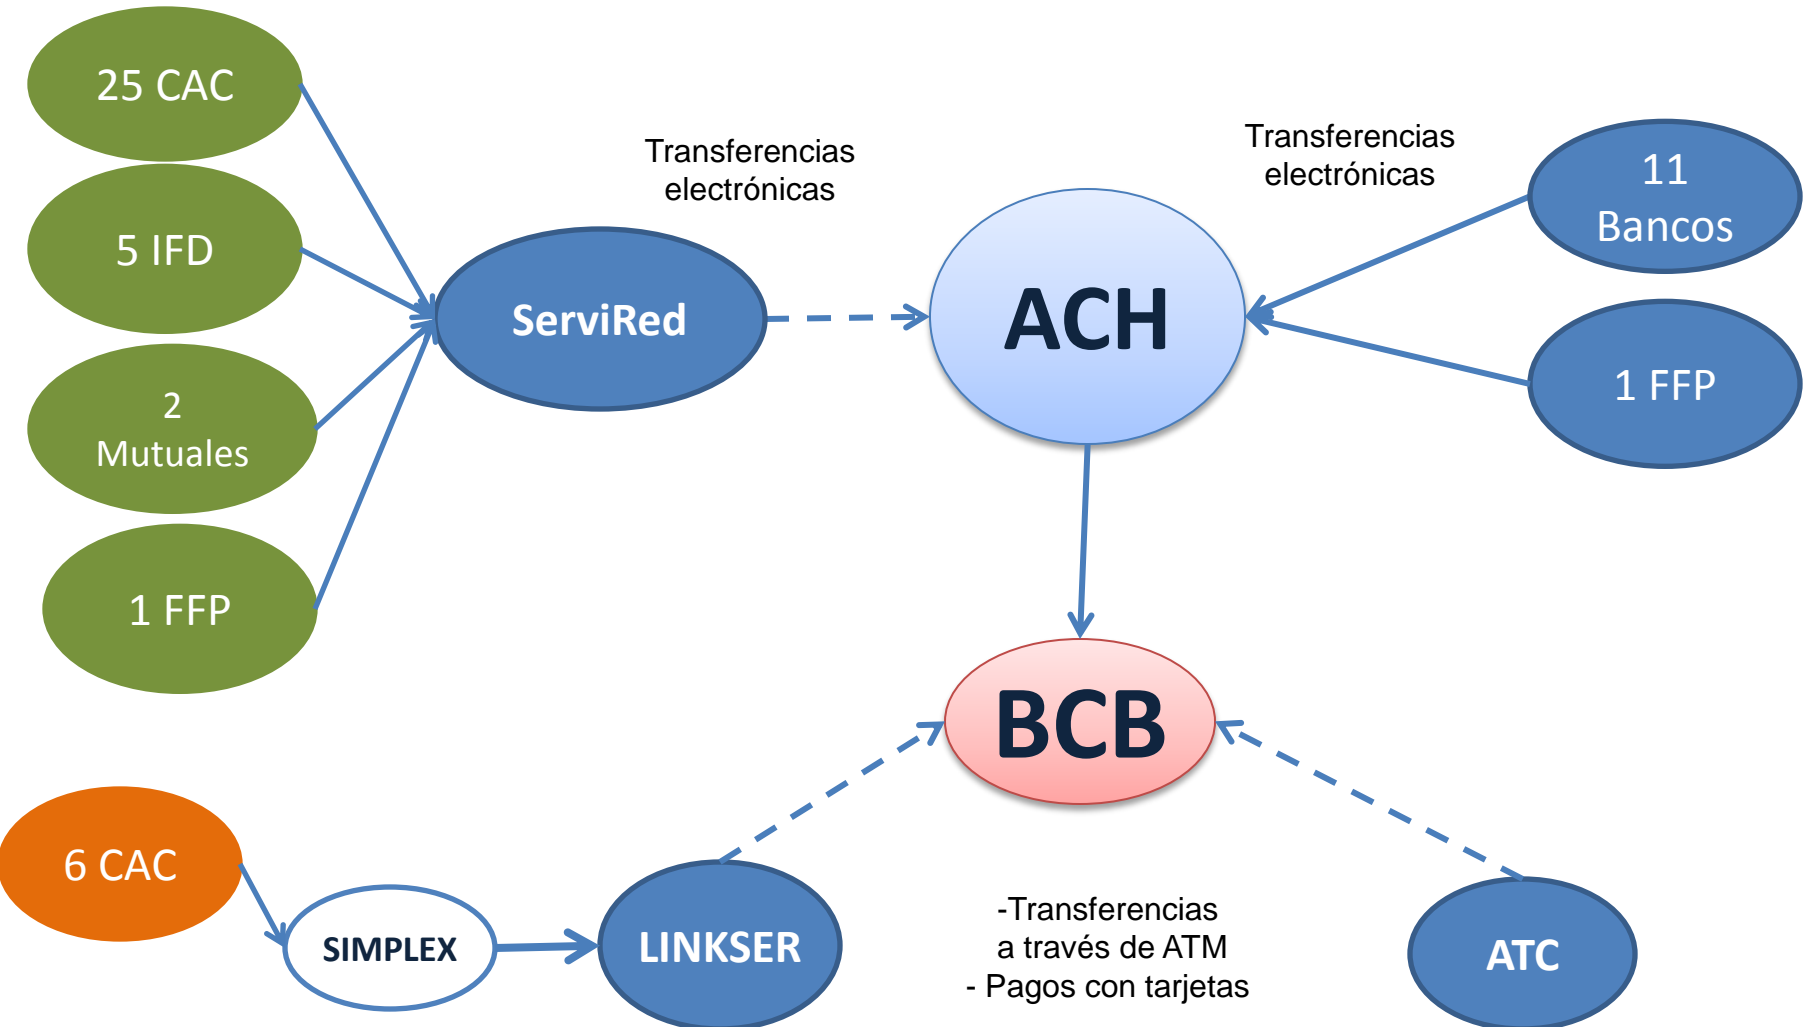 25 CAC
5 IFD
2
Mutuales
1 FFP
ServiRed
Transferencias
electrónicas
ACH
Transferencias
electrónicas
11
Bancos
1 FFP
BCB
6 CAC
SIMPLEX
LINKSER
-Transferencias
a través de ATM
- Pagos con tarjetas
ATC